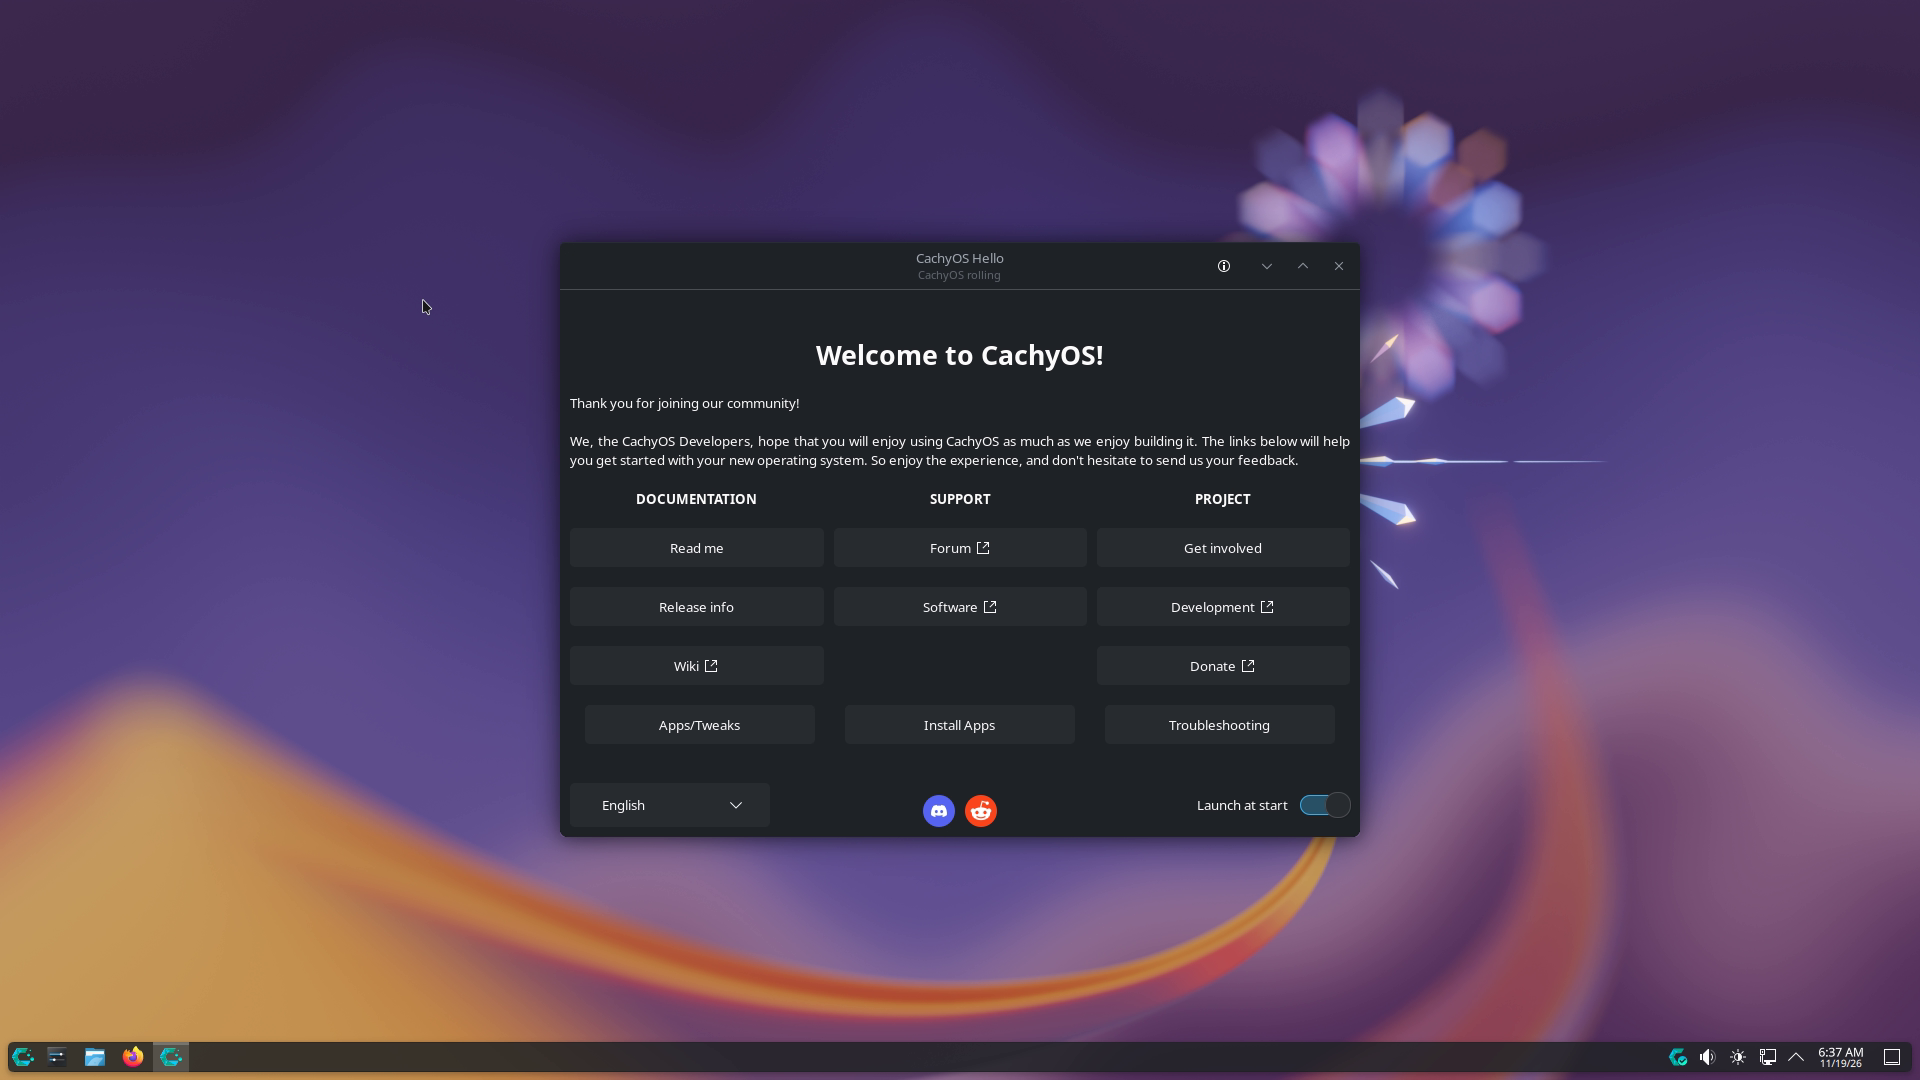 CachyOS Hello
CachyOS rolling
Welcome to CachyOS!
Thank you for joining our community!
We, the CachyOS Developers, hope that you will enjoy using CachyOS as much as we enjoy building it. The links below will help
you get started with your new operating system. So enjoy the experience, and don't hesitate to send us your feedback.
DOCUMENTATION
SUPPORT
PROJECT
Read me
Forum
Get involved
Release info
Software
Development
Wiki
Donate
Apps/Tweaks
Install Apps
Troubleshooting
English
Launch at start
6:37 AM
11/19/26